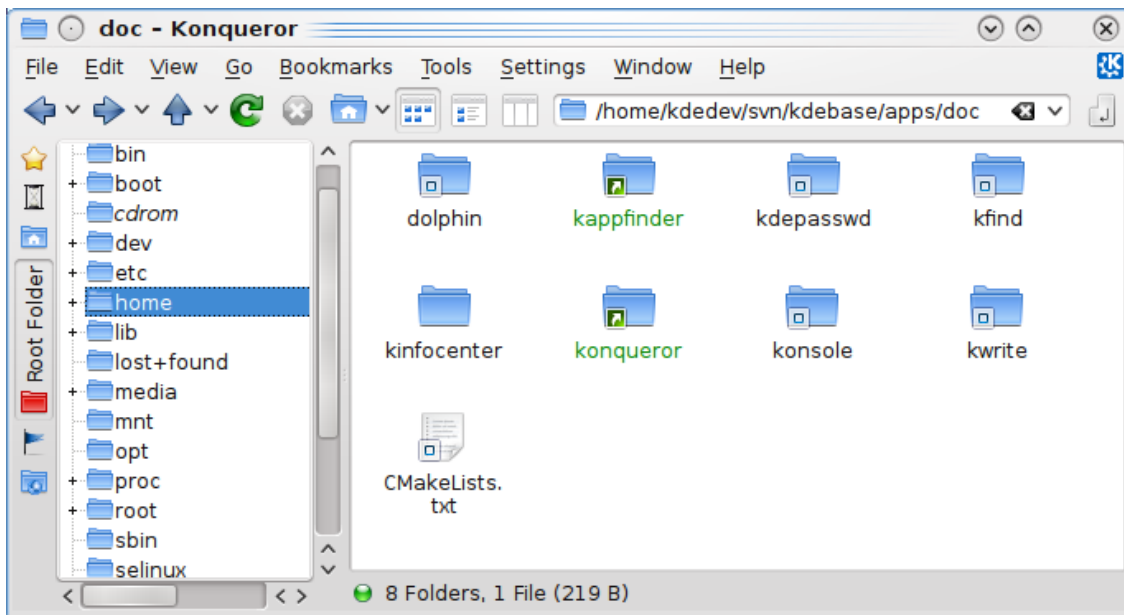 doc – Konqueror
File Edit View Go Bookmarks Tools Settings Window Help
/home/kdedev/svn/kdebase/apps/doc
Root Folder
bin
boot
cdrom
dev
etc
home
lib
lost+found
media
mnt
opt
proc
root
sbin
selinux
dolphin kappfinder kdepasswd kfind
kinfocenter konqueror konsole kwrite
CMakeLists.
txt
8 Folders, 1 File (219 B)